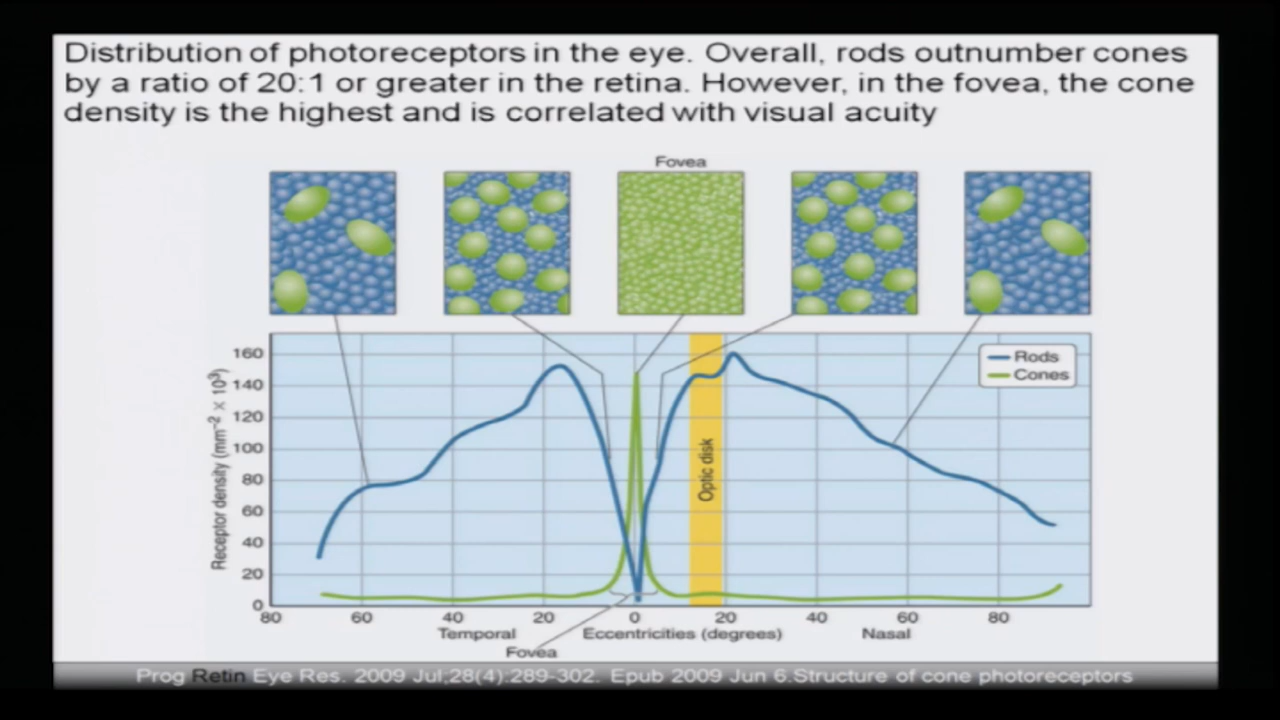 Distribution of photoreceptors in the eye. Overall, rods outnumber cones
by a ratio of 20:1 or greater in the retina. However, in the fovea, the cone
density is the highest and is correlated with visual acuity
Fovea
Receptor density (mm⁻² × 10³)
160
140
120
100
80
60
40
20
0
Rods
Cones
Optic disk
80 60 40 20 0 20 40 60 80
Temporal Eccentricities (degrees) Nasal
Fovea
Prog Retin Eye Res. 2009 Jul;28(4):289-302. Epub 2009 Jun 6.Structure of cone photoreceptors